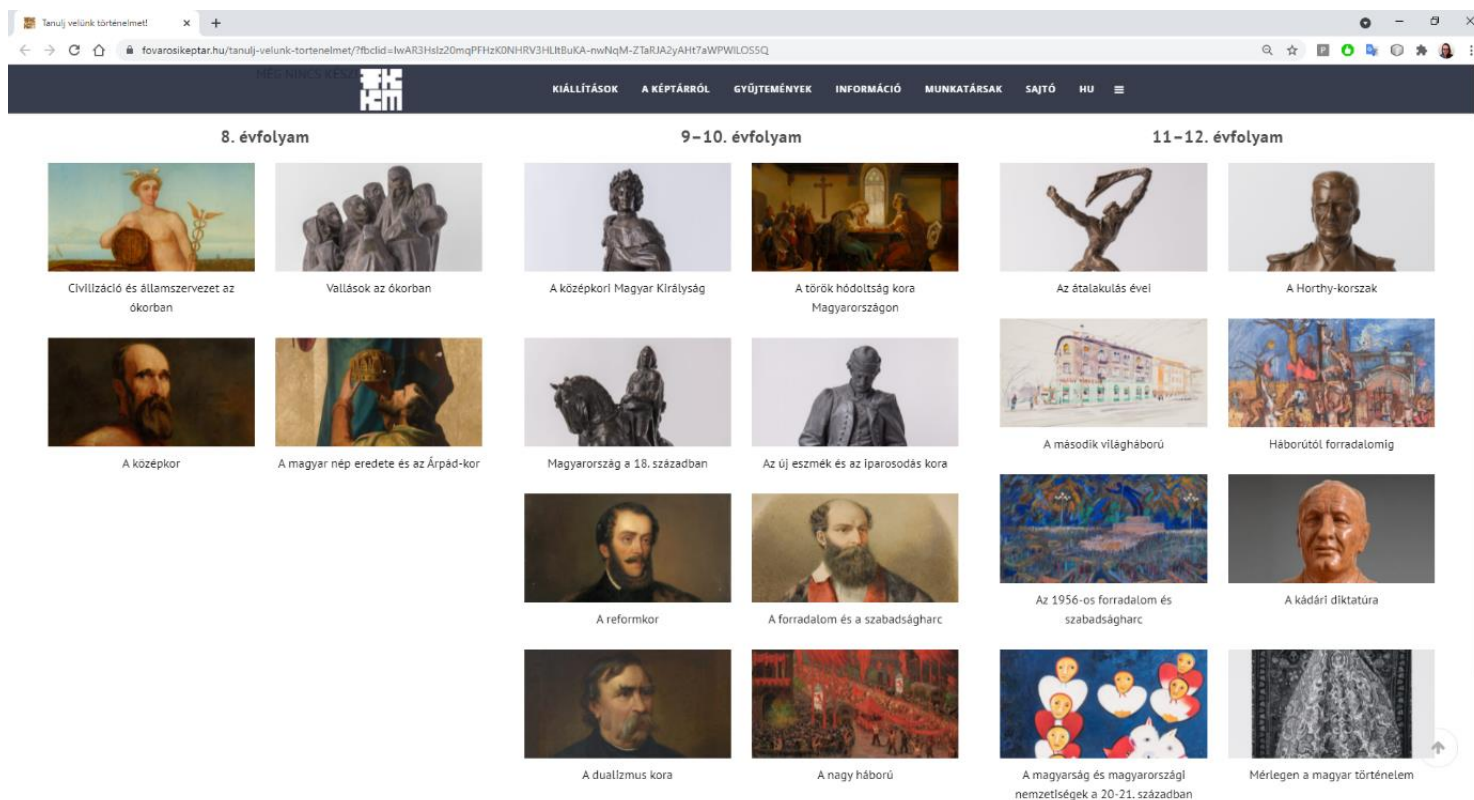 Tanulj velünk történelmet!
fovarosikeptar.hu/tanulj-velunk-tortenelmet/?fbclid=IwAR3HsIz20mqPFHzK0NHRV3HLItBuKA-nwNqM-ZTaRJA2yAHt7aWPWILOS5Q
MÉG NINCS KÉSZ
KIÁLLÍTÁSOK A KÉPTÁRRÓL GYŰJTEMÉNYEK INFORMÁCIÓ MUNKATÁRSAK SAJTÓ HU
8. évfolyam
Civilizáció és államszervezet az
ókorban
Vallások az ókorban
A középkor
A magyar nép eredete és az Árpád-kor
9–10. évfolyam
A középkori Magyar Királyság
A török hódoltság kora
Magyarországon
Magyarország a 18. században
Az új eszmék és az iparosodás kora
A reformkor
A forradalom és a szabadságharc
A dualizmus kora
A nagy háború
11–12. évfolyam
Az átalakulás évei
A Horthy-korszak
A második világháború
Háborútól forradalomig
Az 1956-os forradalom és
szabadságharc
A kádári diktatúra
A magyarság és magyarországi
nemzetiségek a 20-21. században
Mérlegen a magyar történelem